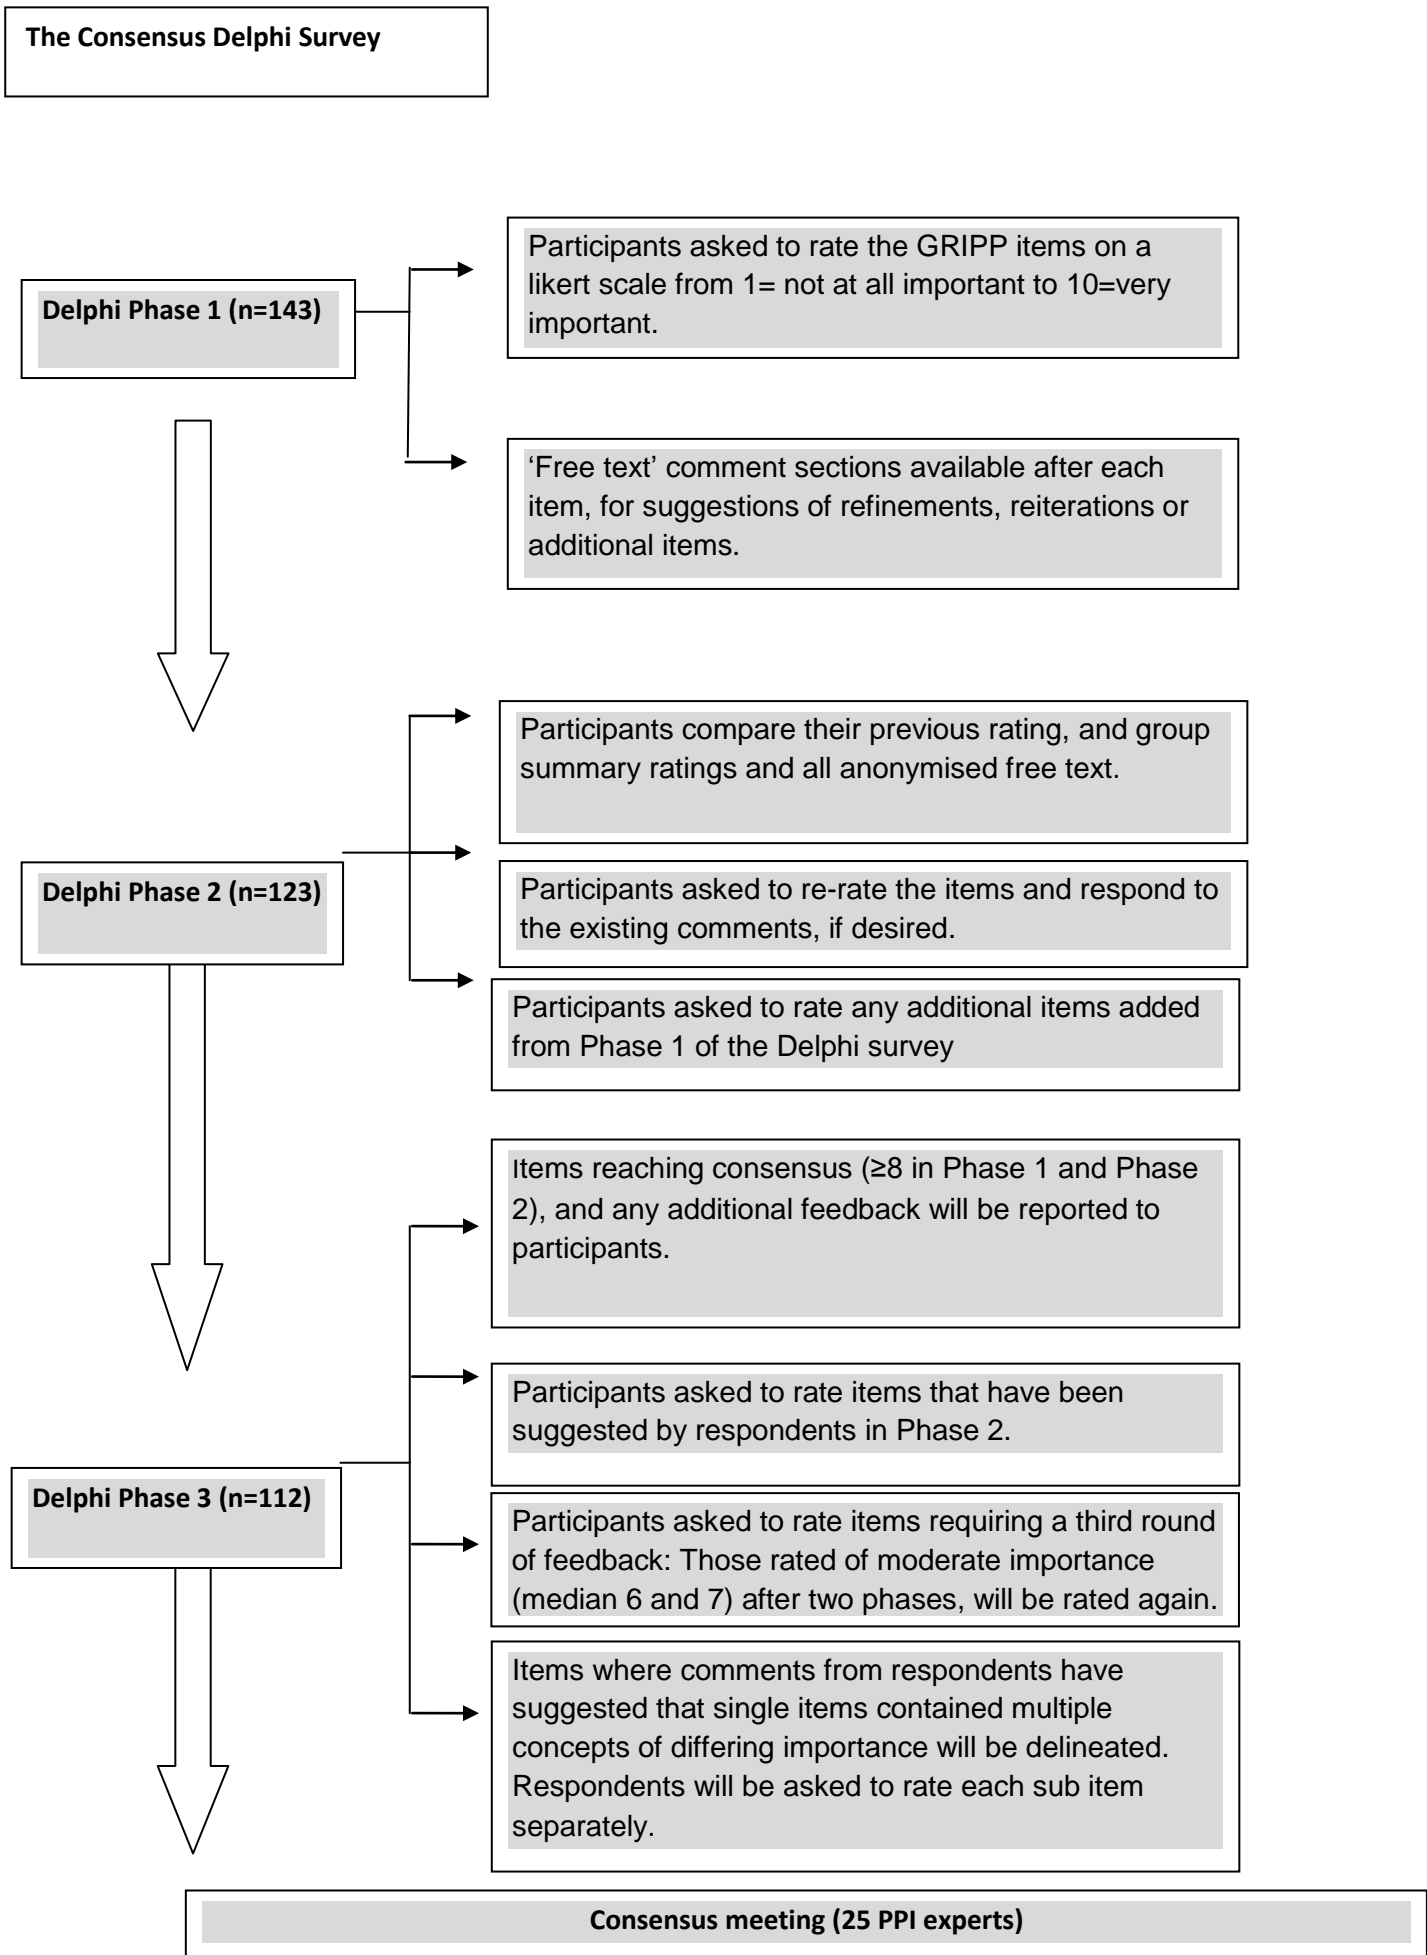 The Consensus Delphi Survey
Delphi Phase 1 (n=143)
Participants asked to rate the GRIPP items on a
likert scale from 1= not at all important to 10=very
important.
‘Free text’ comment sections available after each
item, for suggestions of refinements, reiterations or
additional items.
Delphi Phase 2 (n=123)
Participants compare their previous rating, and group
summary ratings and all anonymised free text.
Participants asked to re-rate the items and respond to
the existing comments, if desired.
Participants asked to rate any additional items added
from Phase 1 of the Delphi survey
Delphi Phase 3 (n=112)
Items reaching consensus (≥8 in Phase 1 and Phase
2), and any additional feedback will be reported to
participants.
Participants asked to rate items that have been
suggested by respondents in Phase 2.
Participants asked to rate items requiring a third round
of feedback: Those rated of moderate importance
(median 6 and 7) after two phases, will be rated again.
Items where comments from respondents have
suggested that single items contained multiple
concepts of differing importance will be delineated.
Respondents will be asked to rate each sub item
separately.
Consensus meeting (25 PPI experts)